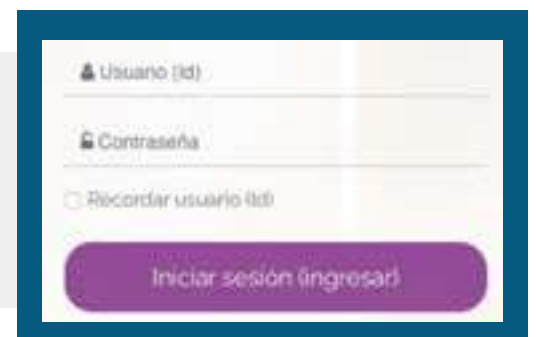 Usuario (Id)
Contraseña
Recordar usuario (Id)
Iniciar sesión (ingresar)